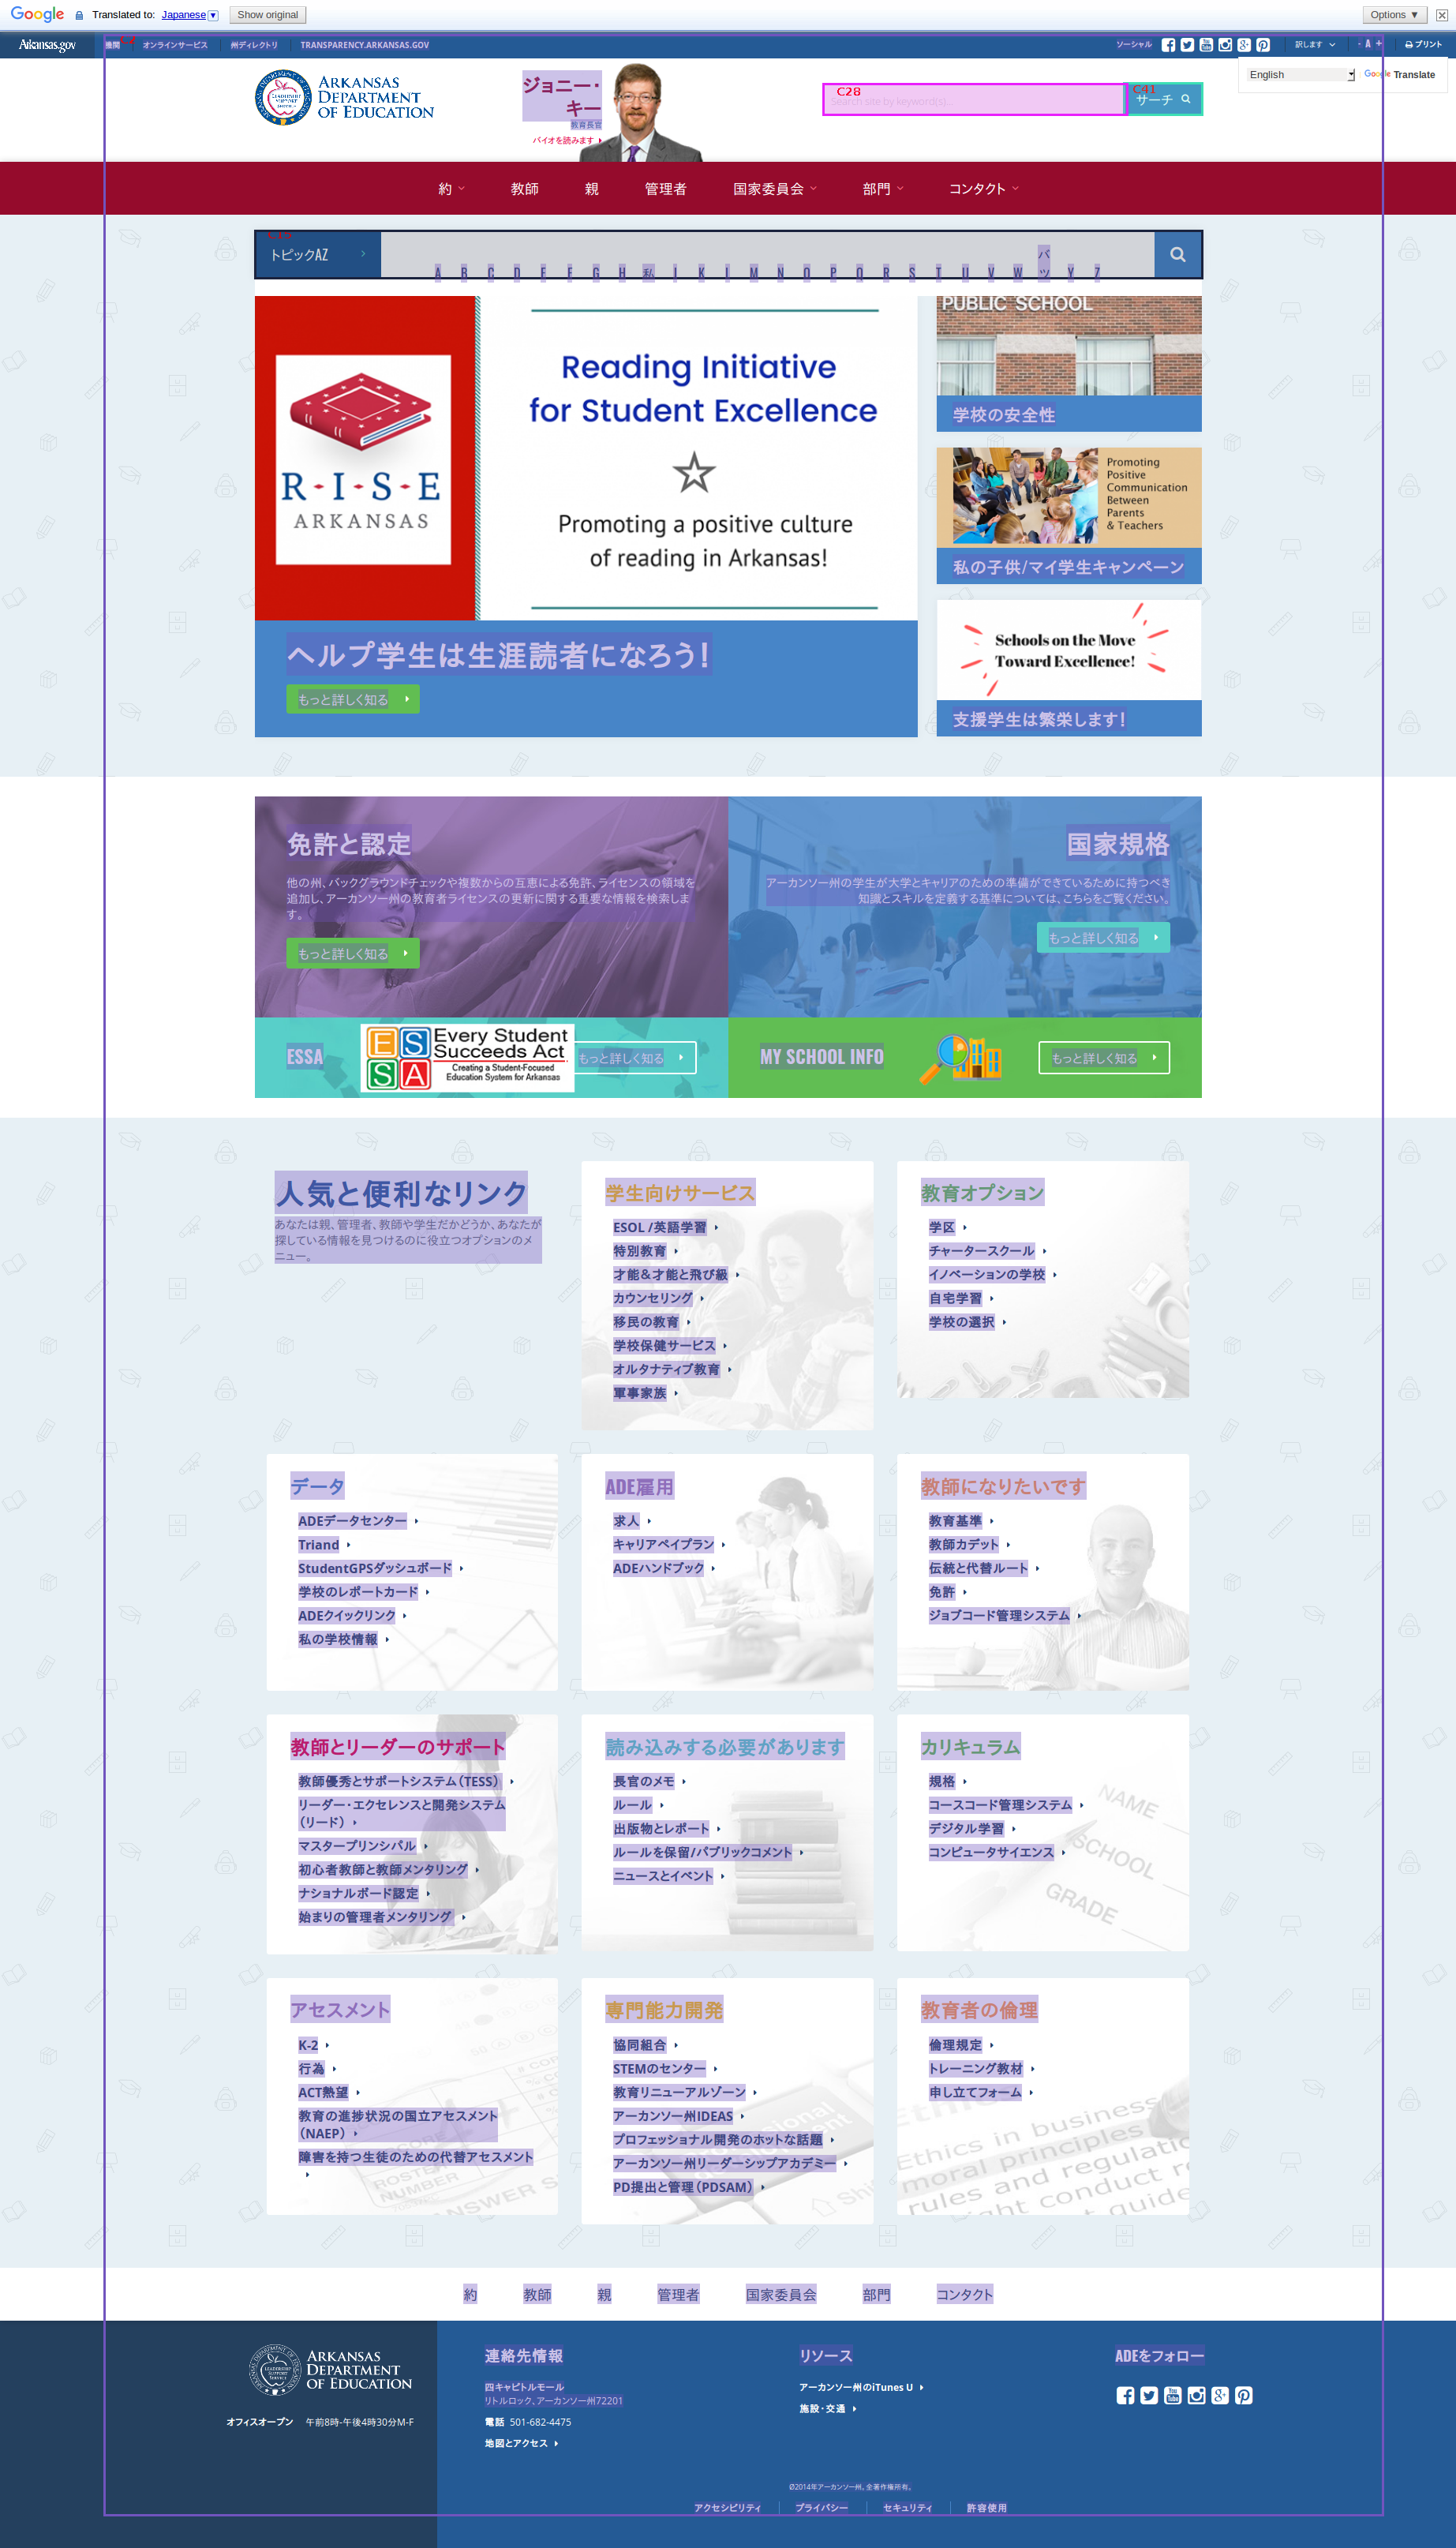 Google Translated to: Japanese Show original Options ▼
Arkansas.gov 機関 オンラインサービス 州ディレクトリ TRANSPARENCY.ARKANSAS.GOV ソーシャル 訳します - A + プリント
English Google Translate
ARKANSAS
DEPARTMENT
OF EDUCATION
ジョニー・
キー
教育長官
バイオを読みます
C28
Search site by keyword(s)...
C41
サーチ
約 教師 親 管理者 国家委員会 部門 コンタクト
トピックAZ
A B C D E F G H 私 J K L M N O P Q R S T U V W バツ Y Z
R·I·S·E
ARKANSAS
Reading Initiative
for Student Excellence
Promoting a positive culture
of reading in Arkansas!
ヘルプ学生は生涯読者になろう!
もっと詳しく知る
PUBLIC SCHOOL
学校の安全性
Promoting
Positive
Communication
Between
Parents
& Teachers
私の子供/マイ学生キャンペーン
Schools on the Move
Toward Excellence!
支援学生は繁栄します!
免許と認定
他の州、バックグラウンドチェックや複数からの互恵による免許、ライセンスの領域を
追加し、アーカンソー州の教育者ライセンスの更新に関する重要な情報を検索しま
す。
もっと詳しく知る
国家規格
アーカンソー州の学生が大学とキャリアのための準備ができているために持つべき
知識とスキルを定義する基準については、こちらをご覧ください。
もっと詳しく知る
ESSA
ESSA
Every Student
Succeeds Act
Creating a Student-Focused
Education System for Arkansas
もっと詳しく知る
MY SCHOOL INFO
もっと詳しく知る
人気と便利なリンク
あなたは親、管理者、教師や学生だかどうか、あなたが
探している情報を見つけるのに役立つオプションのメ
ニュー。
学生向けサービス
ESOL /英語学習
特別教育
才能＆才能と飛び級
カウンセリング
移民の教育
学校保健サービス
オルタナティブ教育
軍事家族
教育オプション
学区
チャータースクール
イノベーションの学校
自宅学習
学校の選択
データ
ADEデータセンター
Triand
StudentGPSダッシュボード
学校のレポートカード
ADEクイックリンク
私の学校情報
ADE雇用
求人
キャリアペイプラン
ADEハンドブック
教師になりたいです
教育基準
教師カデット
伝統と代替ルート
免許
ジョブコード管理システム
教師とリーダーのサポート
教師優秀とサポートシステム（TESS）
リーダー・エクセレンスと開発システム
（リード）
マスタープリンシパル
初心者教師と教師メンタリング
ナショナルボード認定
始まりの管理者メンタリング
読み込みする必要があります
長官のメモ
ルール
出版物とレポート
ルールを保留/パブリックコメント
ニュースとイベント
カリキュラム
規格
コースコード管理システム
デジタル学習
コンピュータサイエンス
NAME
SCHOOL
GRADE
アセスメント
K-2
行為
ACT熱望
教育の進捗状況の国立アセスメント
（NAEP）
障害を持つ生徒のための代替アセスメント
専門能力開発
協同組合
STEMのセンター
教育リニューアルゾーン
アーカンソー州IDEAS
プロフェッショナル開発のホットな話題
アーカンソー州リーダーシップアカデミー
PD提出と管理（PDSAM）
教育者の倫理
倫理規定
トレーニング教材
申し立てフォーム
Ethics in business
moral principles
rules and regulat
ht conduct
約 教師 親 管理者 国家委員会 部門 コンタクト
ARKANSAS
DEPARTMENT
OF EDUCATION
オフィスオープン 午前8時-午後4時30分M-F
連絡先情報
四キャピトルモール
リトルロック、アーカンソー州72201
電話 501-682-4475
地図とアクセス
リソース
アーカンソー州のiTunes U
施設・交通
ADEをフォロー
Ø2014年アーカンソー州。全著作権所有。
アクセシビリティ プライバシー セキュリティ 許容使用